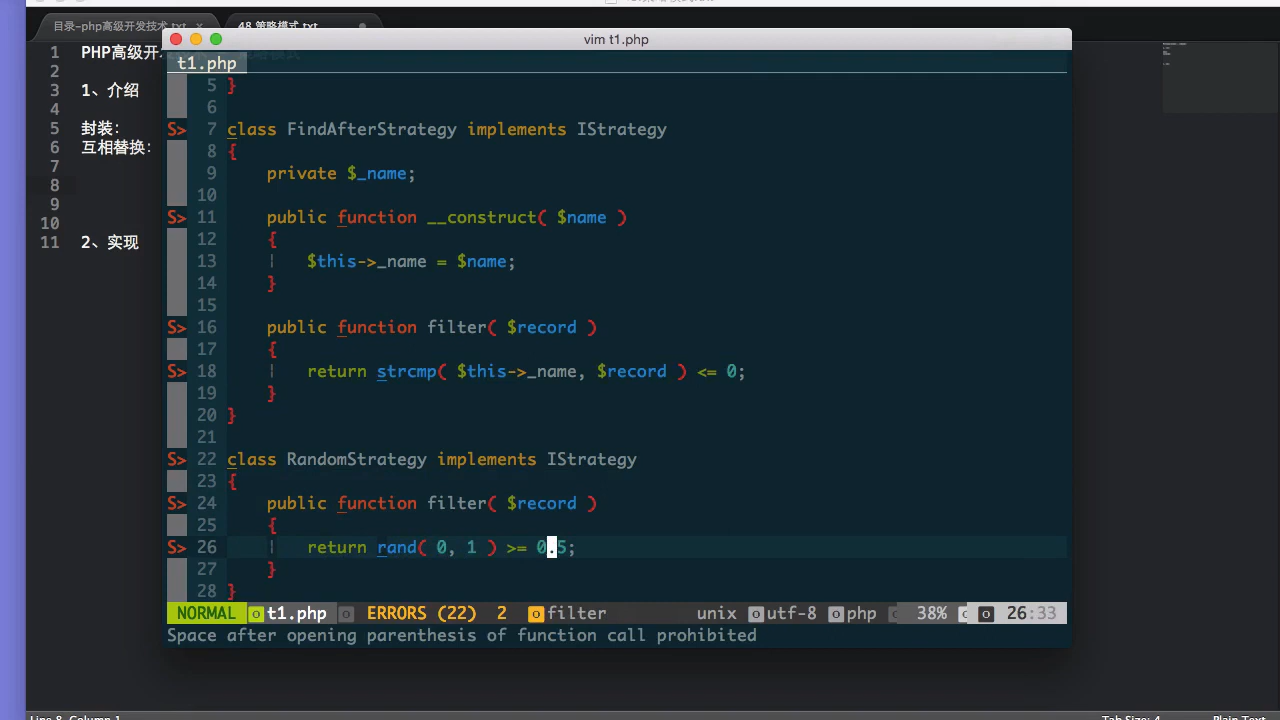 目录-php高级开发技术.txt
48 策略模式.txt
1 PHP高级开
2
3 1、介绍
4
5 封装：
6 互相替换：
7
8
9
10
11 2、实现
vim t1.php
t1.php
5 }
6
S> 7 class FindAfterStrategy implements IStrategy
8 {
9 private $_name;
10
S> 11 public function __construct( $name )
12 {
13 $this->_name = $name;
14 }
15
S> 16 public function filter( $record )
17 {
S> 18 return strcmp( $this->_name, $record ) <= 0;
19 }
20 }
21
S> 22 class RandomStrategy implements IStrategy
23 {
S> 24 public function filter( $record )
25 {
S> 26 return rand( 0, 1 ) >= 0.5;
27 }
28 }
NORMAL t1.php ERRORS (22) 2 filter unix utf-8 php 38% 26:33
Space after opening parenthesis of function call prohibited
Line 8, Column 1
Tab Size: 4
Plain Text